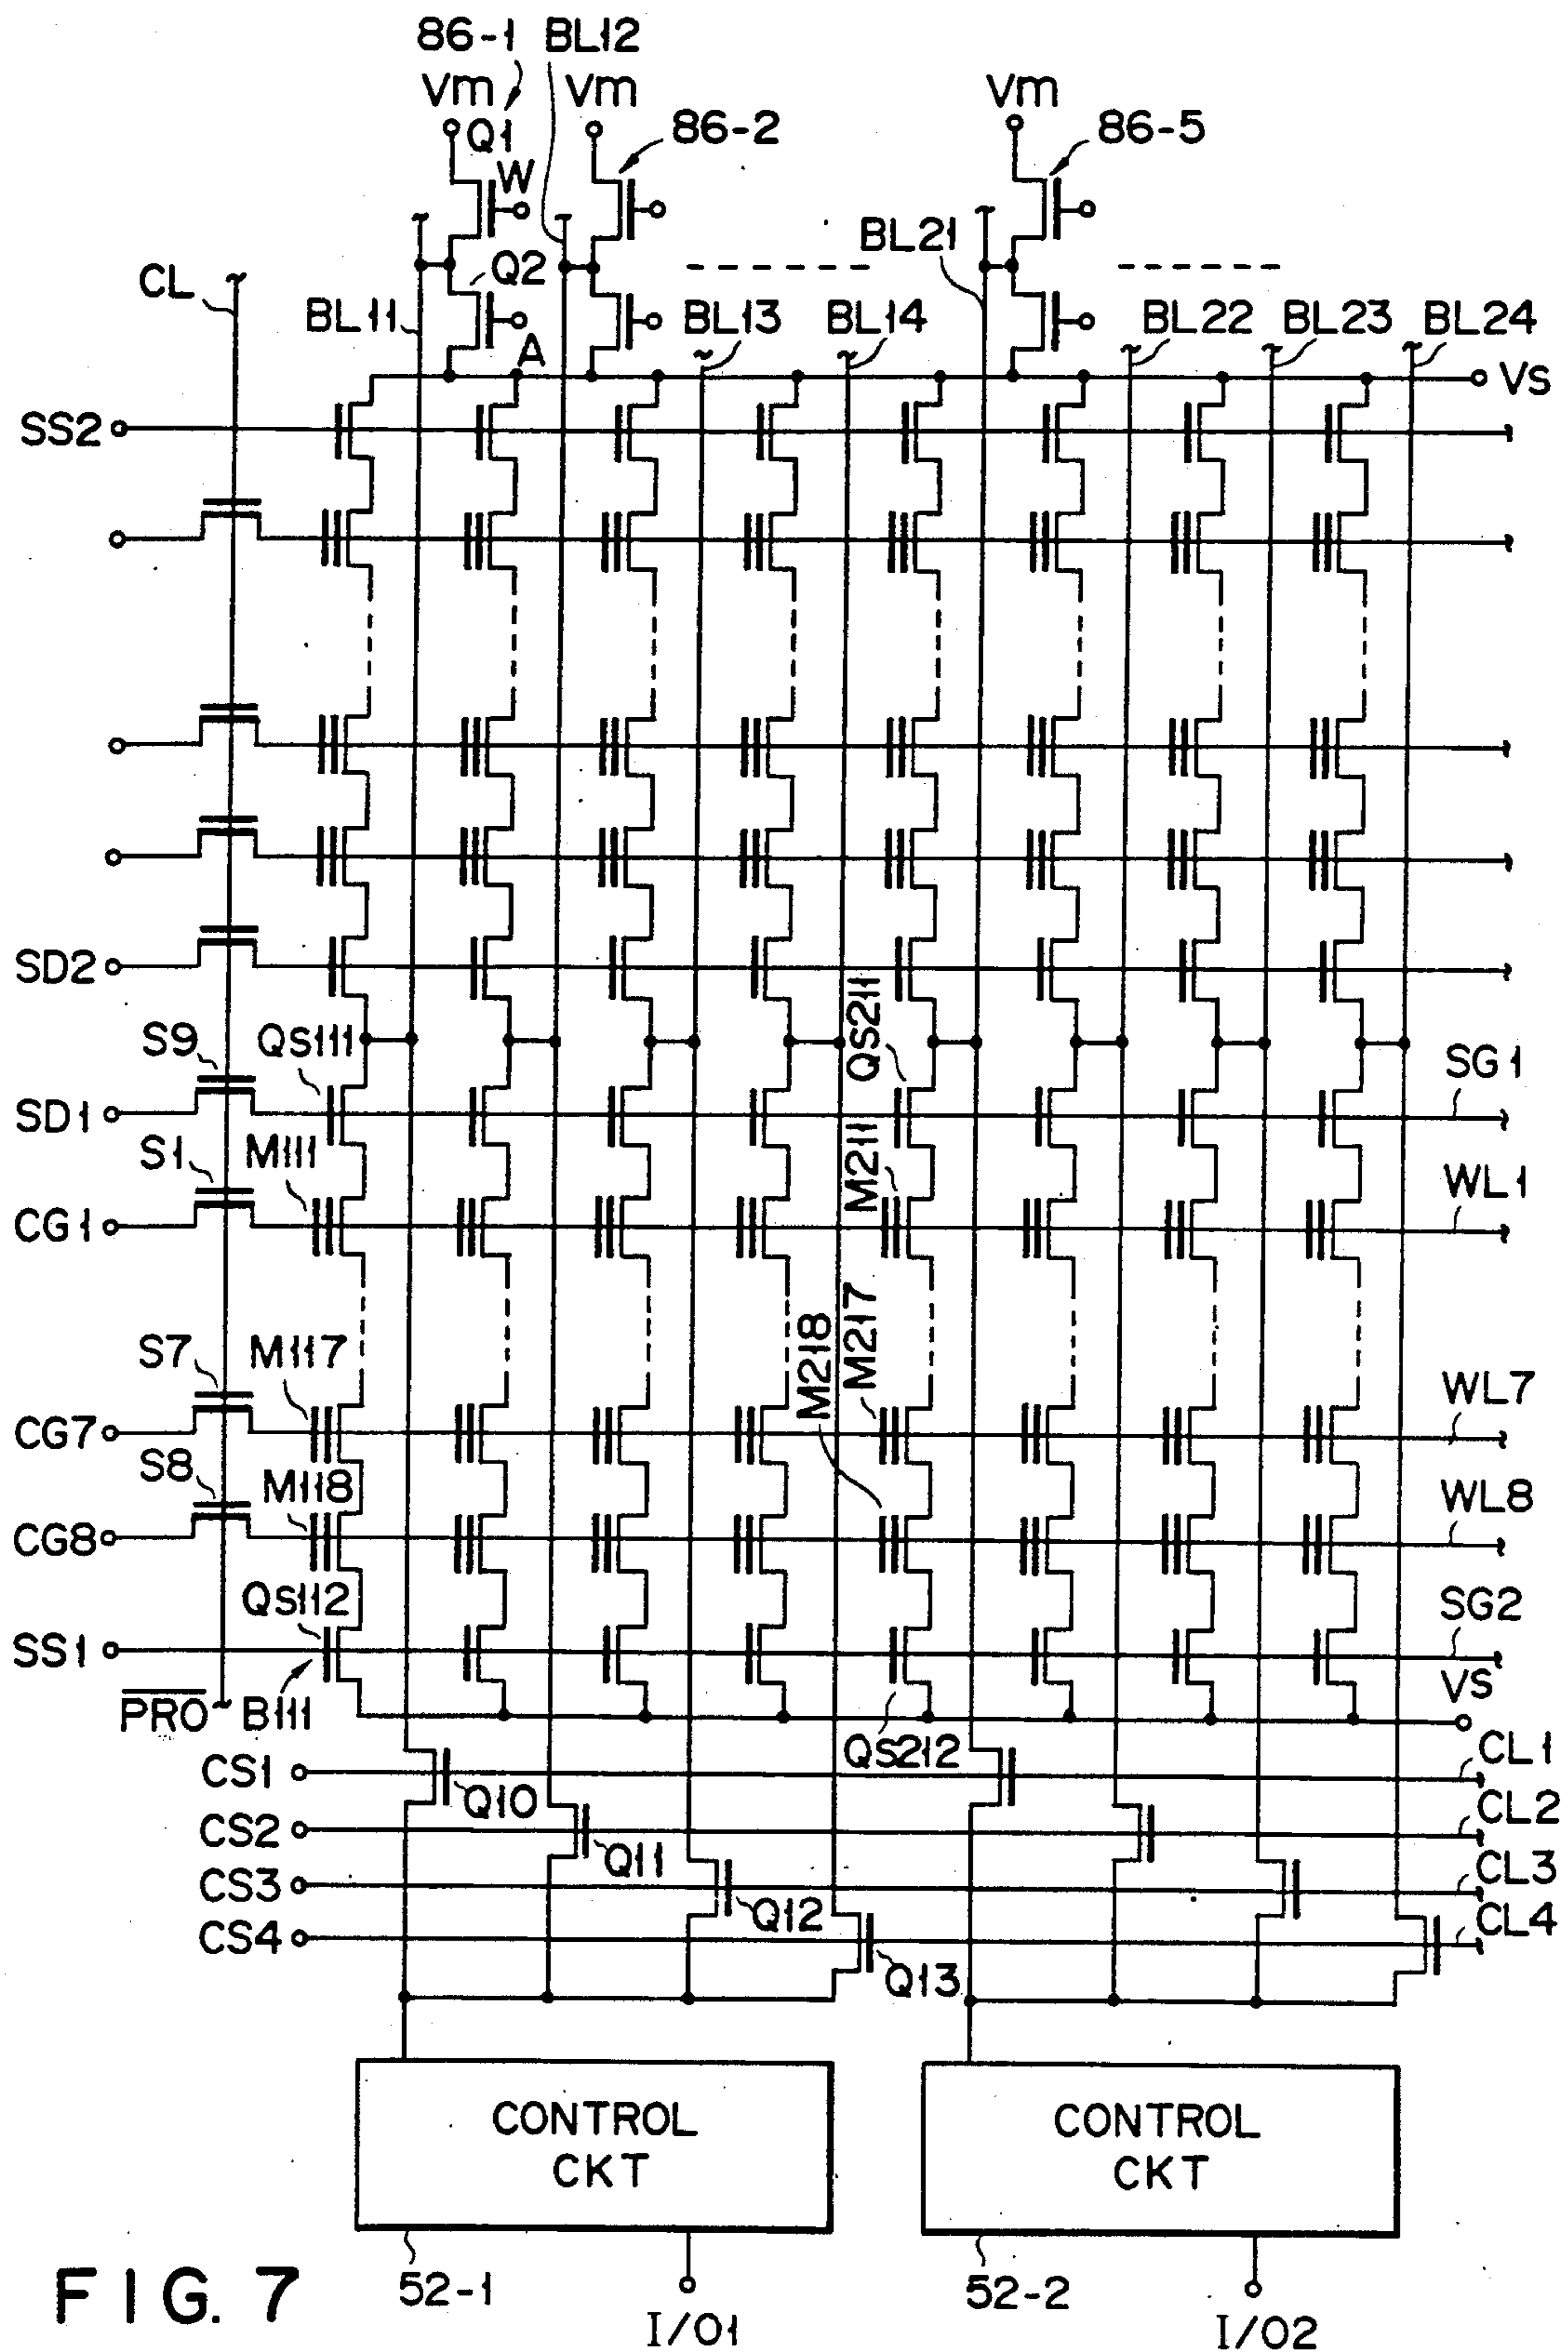 86-1 BL12
Vm Vm Vm
Q1 86-2 86-5
W
BL21
CL Q2
BL11 BL13 BL14 BL22 BL23 BL24
A
Vs
SS2
SD2
S9 QS111 QS211 SG1
SD1
S1 M111 M211 WL1
CG1
S7 M117 M218 M217 WL7
CG7
S8 M118 WL8
CG8
QS112 SG2
SS1
PRO B111 Vs
QS212
CS1 Q10 CL1
CS2 Q11 CL2
CS3 Q12 CL3
CS4 Q13 CL4
CONTROL CKT
CONTROL CKT
52-1 52-2
I/O1 I/O2
FIG. 7